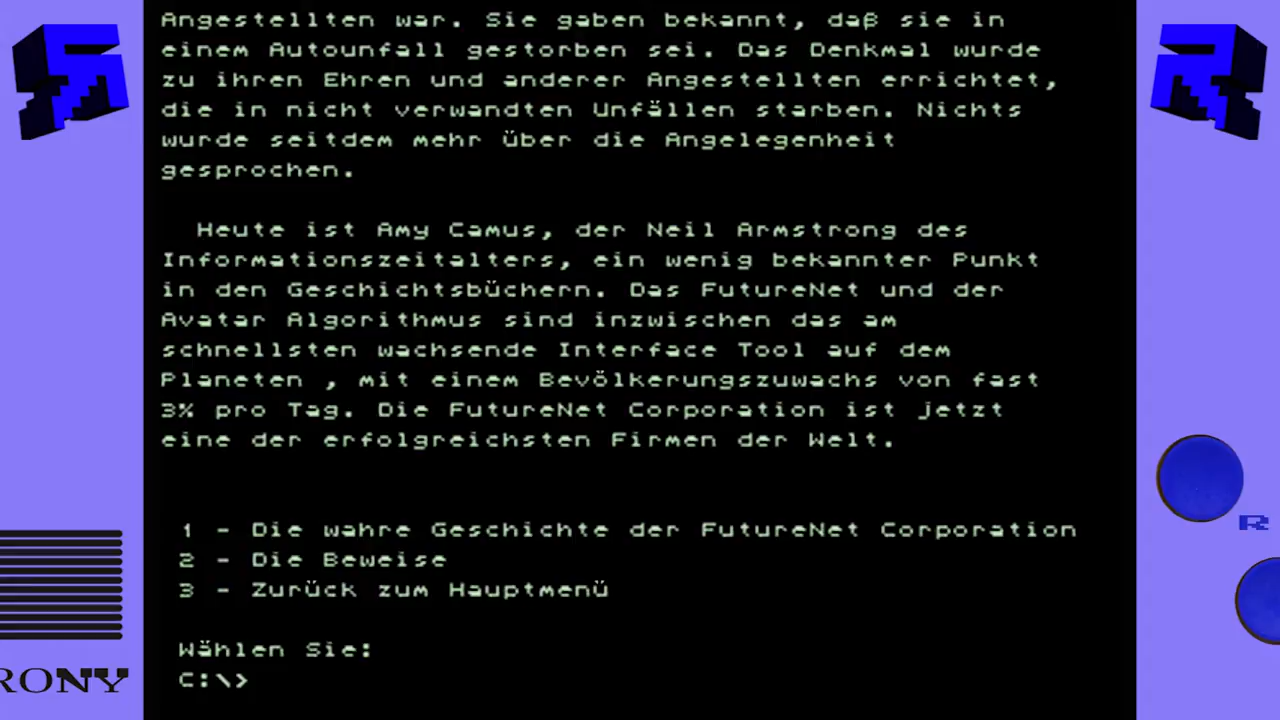 Angestellten war. Sie gaben bekannt, daß sie in
einem Autounfall gestorben sei. Das Denkmal wurde
zu ihren Ehren und anderer Angestellten errichtet,
die in nicht verwandten Unfällen starben. Nichts
wurde seitdem mehr über die Angelegenheit
gesprochen.
Heute ist Amy Camus, der Neil Armstrong des
Informationszeitalters, ein wenig bekannter Punkt
in den Geschichtsbüchern. Das FutureNet und der
Avatar Algorithmus sind inzwischen das am
schnellsten wachsende Interface Tool auf dem
Planeten , mit einem Bevölkerungszuwachs von fast
3% pro Tag. Die FutureNet Corporation ist jetzt
eine der erfolgreichsten Firmen der Welt.
1 - Die wahre Geschichte der FutureNet Corporation
2 - Die Beweise
3 - Zurück zum Hauptmenü
Wählen Sie:
C:\>
RONY
R